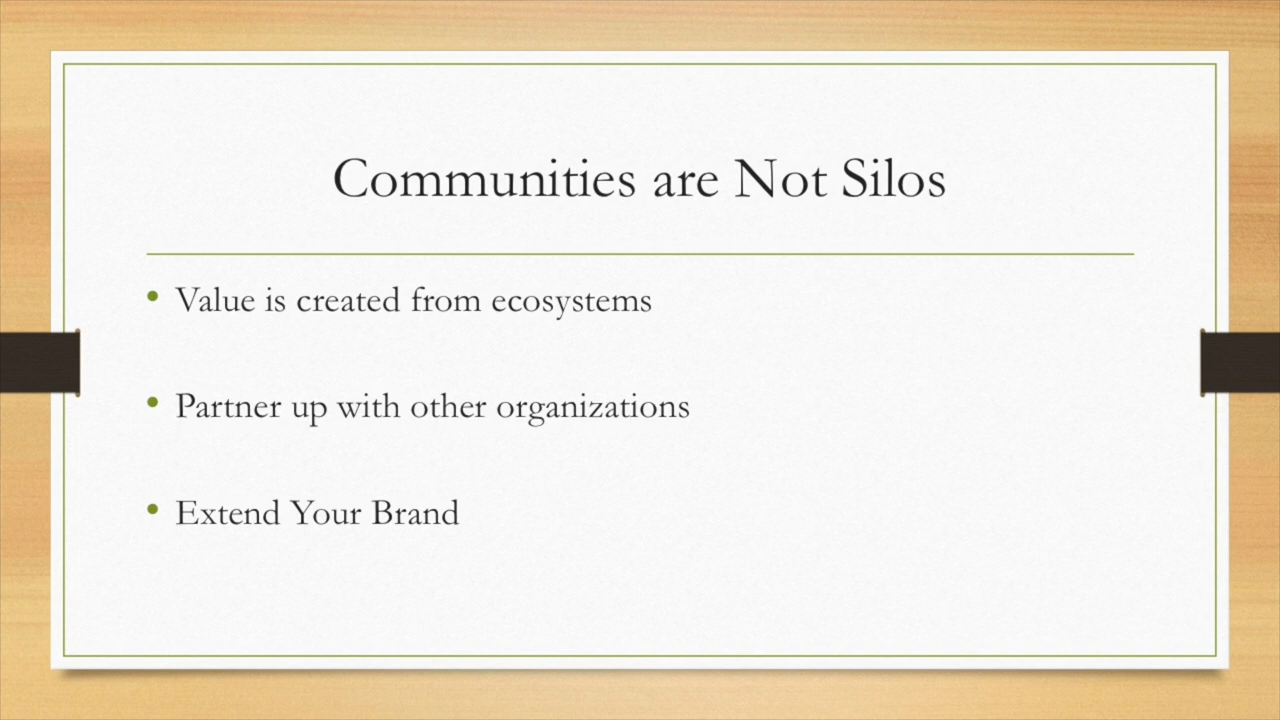 Communities are Not Silos
• Value is created from ecosystems
• Partner up with other organizations
• Extend Your Brand